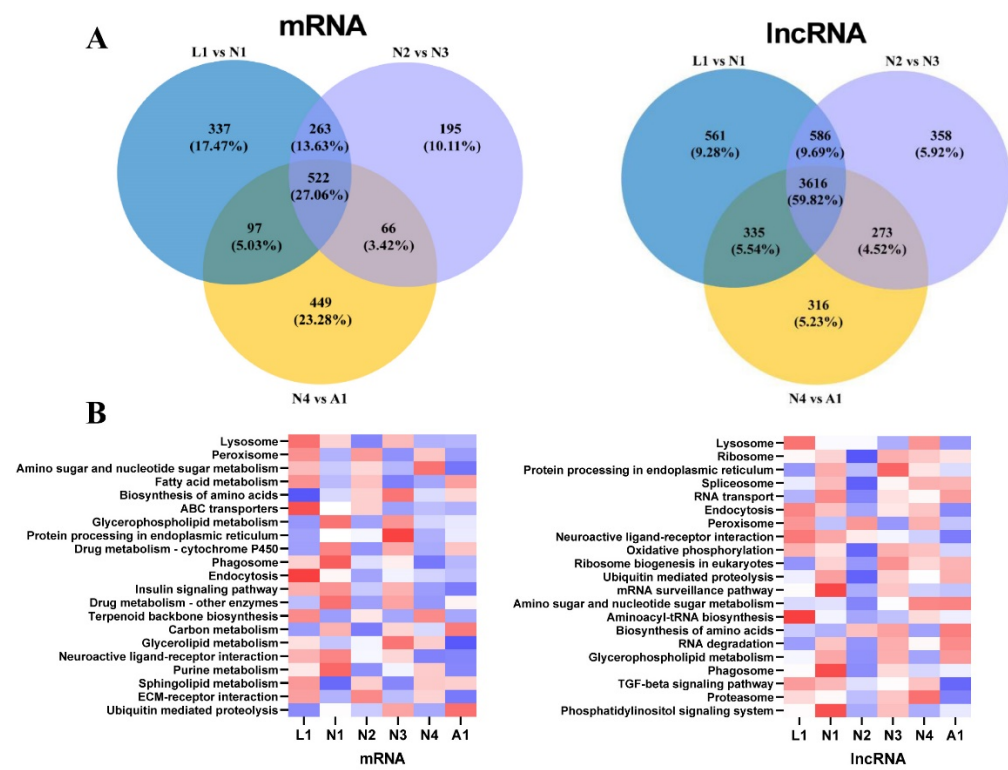 A
mRNA
L1 vs N1
N2 vs N3
337
(17.47%)
263
(13.63%)
195
(10.11%)
522
(27.06%)
97
(5.03%)
66
(3.42%)
449
(23.28%)
N4 vs A1
lncRNA
L1 vs N1
N2 vs N3
561
(9.28%)
586
(9.69%)
358
(5.92%)
3616
(59.82%)
335
(5.54%)
273
(4.52%)
316
(5.23%)
N4 vs A1
B
Lysosome
Peroxisome
Amino sugar and nucleotide sugar metabolism
Fatty acid metabolism
Biosynthesis of amino acids
ABC transporters
Glycerophospholipid metabolism
Protein processing in endoplasmic reticulum
Drug metabolism - cytochrome P450
Phagosome
Endocytosis
Insulin signaling pathway
Drug metabolism - other enzymes
Terpenoid backbone biosynthesis
Carbon metabolism
Glycerolipid metabolism
Neuroactive ligand-receptor interaction
Purine metabolism
Sphingolipid metabolism
ECM-receptor interaction
Ubiquitin mediated proteolysis
L1 N1 N2 N3 N4 A1
mRNA
Lysosome
Ribosome
Protein processing in endoplasmic reticulum
Spliceosome
RNA transport
Endocytosis
Peroxisome
Neuroactive ligand-receptor interaction
Oxidative phosphorylation
Ribosome biogenesis in eukaryotes
Ubiquitin mediated proteolysis
mRNA surveillance pathway
Amino sugar and nucleotide sugar metabolism
Aminoacyl-tRNA biosynthesis
Biosynthesis of amino acids
RNA degradation
Glycerophospholipid metabolism
Phagosome
TGF-beta signaling pathway
Proteasome
Phosphatidylinositol signaling system
L1 N1 N2 N3 N4 A1
lncRNA